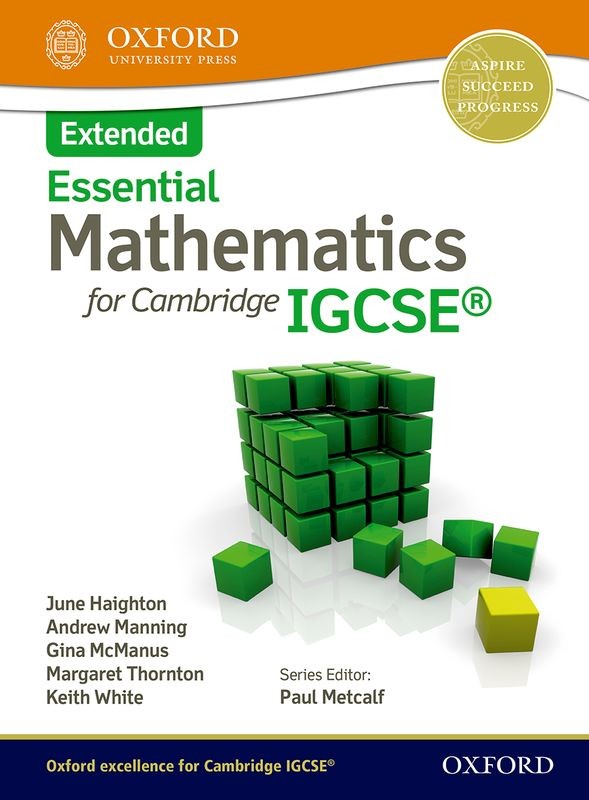 OXFORD
UNIVERSITY PRESS
ASPIRE
SUCCEED
PROGRESS
Extended
Essential
Mathematics
for Cambridge IGCSE®
June Haighton
Andrew Manning
Gina McManus
Margaret Thornton
Keith White
Series Editor:
Paul Metcalf
Oxford excellence for Cambridge IGCSE®
OXFORD